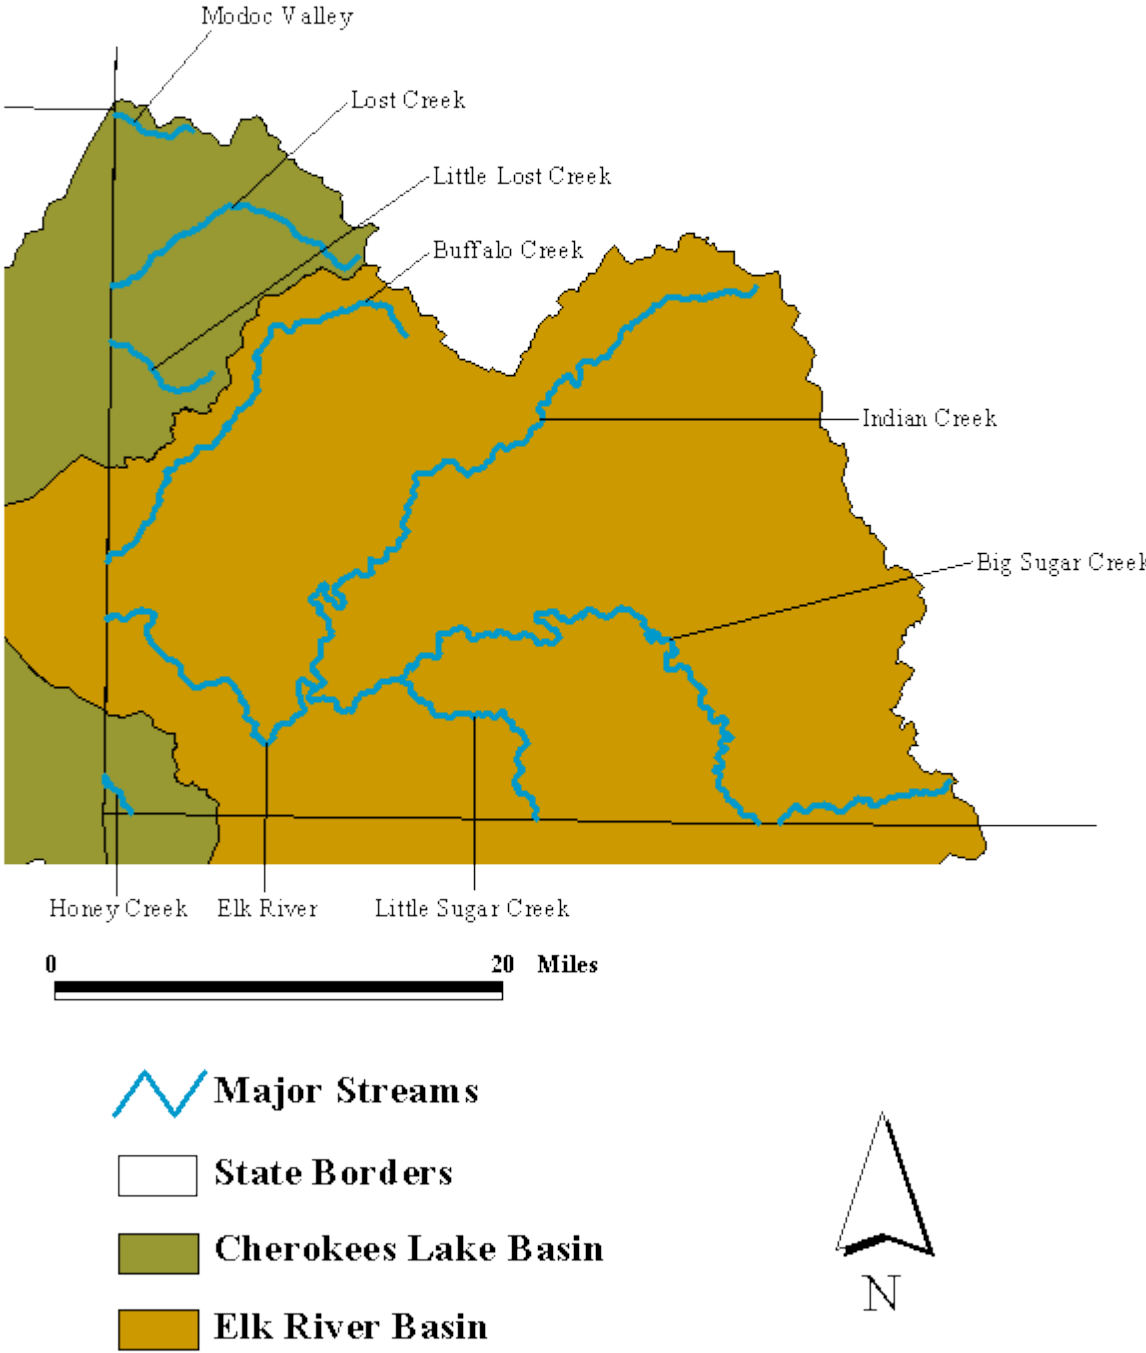 Modoc Valley
Lost Creek
Little Lost Creek
Buffalo Creek
Indian Creek
Big Sugar Creek
Honey Creek
Elk River
Little Sugar Creek
0 20 Miles
Major Streams
State Borders
Cherokees Lake Basin
Elk River Basin
N